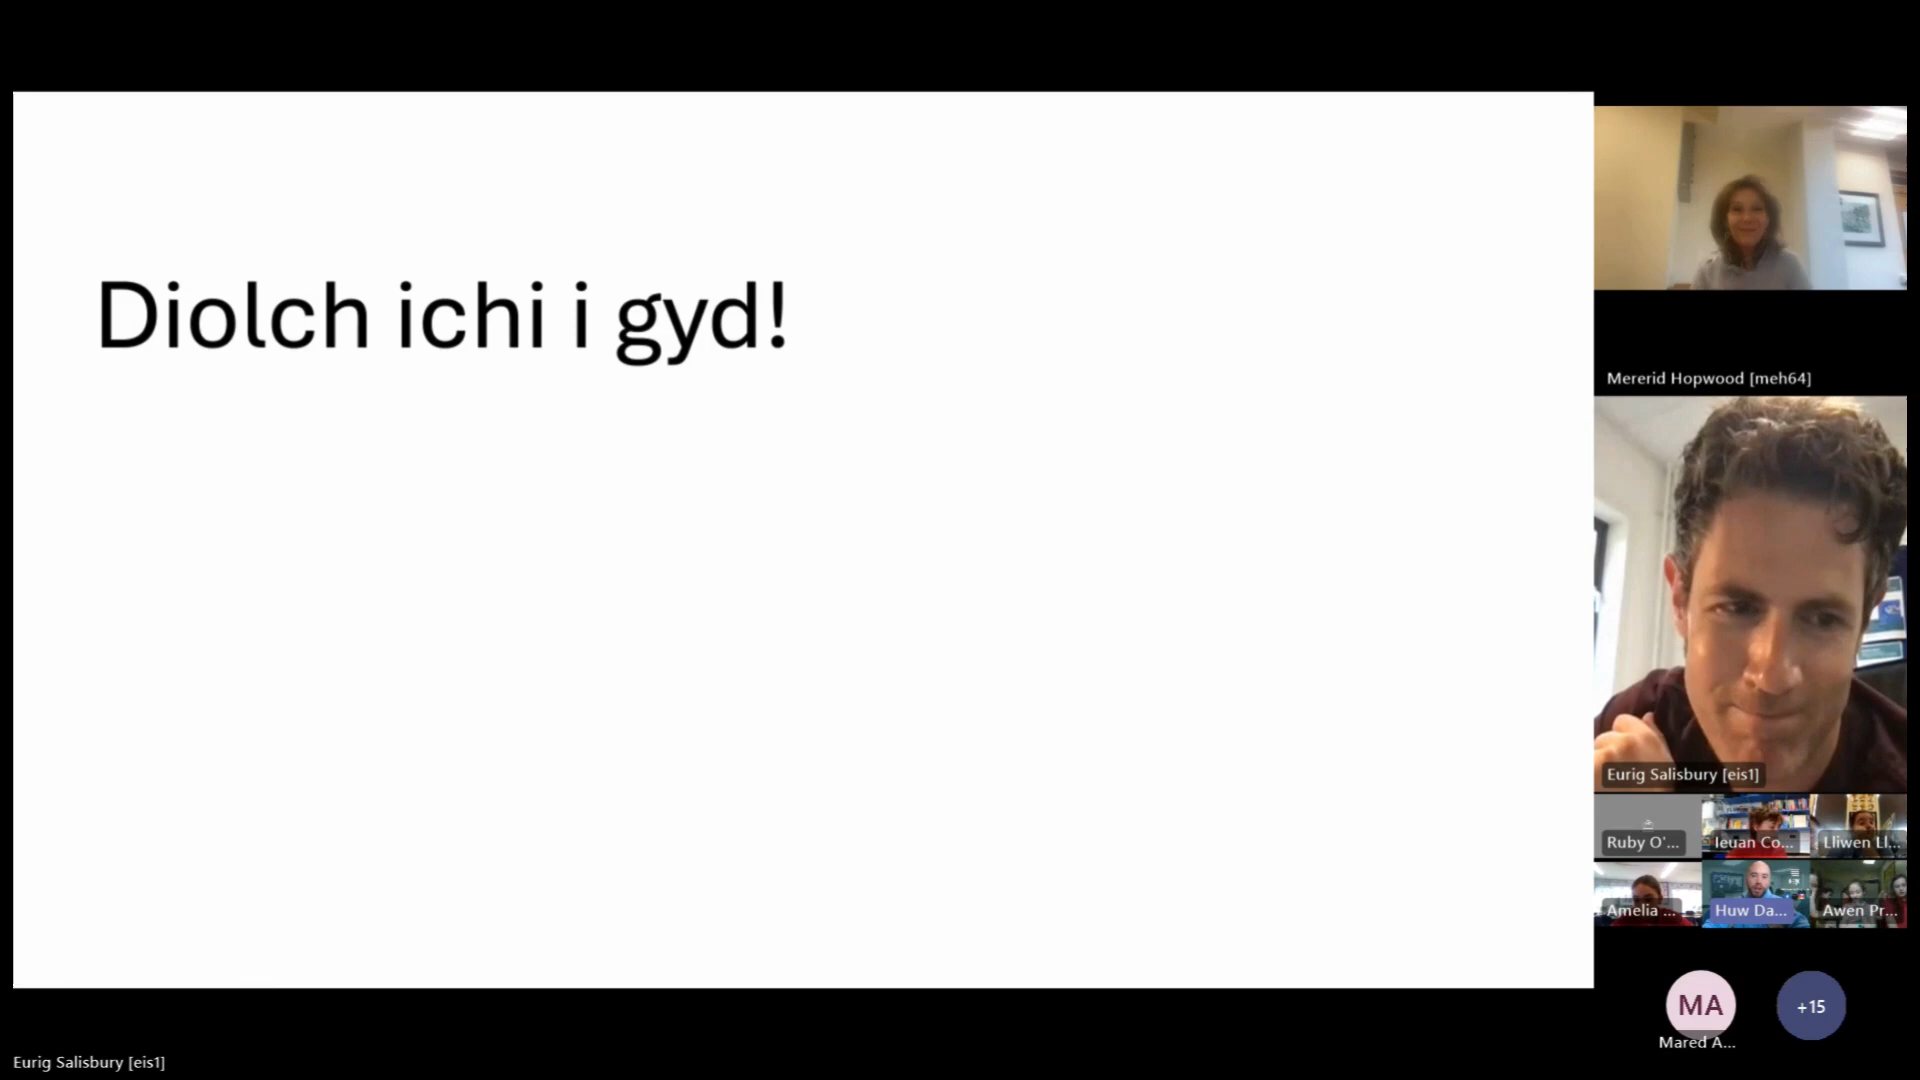 Diolch ichi i gyd!
Mererid Hopwood [meh64]
Eurig Salisbury [eis1]
Ruby O'...
Ieuan Co...
Lliwen Ll...
Amelia ...
Huw Da...
Awen Pr...
MA
+15
Mared A...
Eurig Salisbury [eis1]